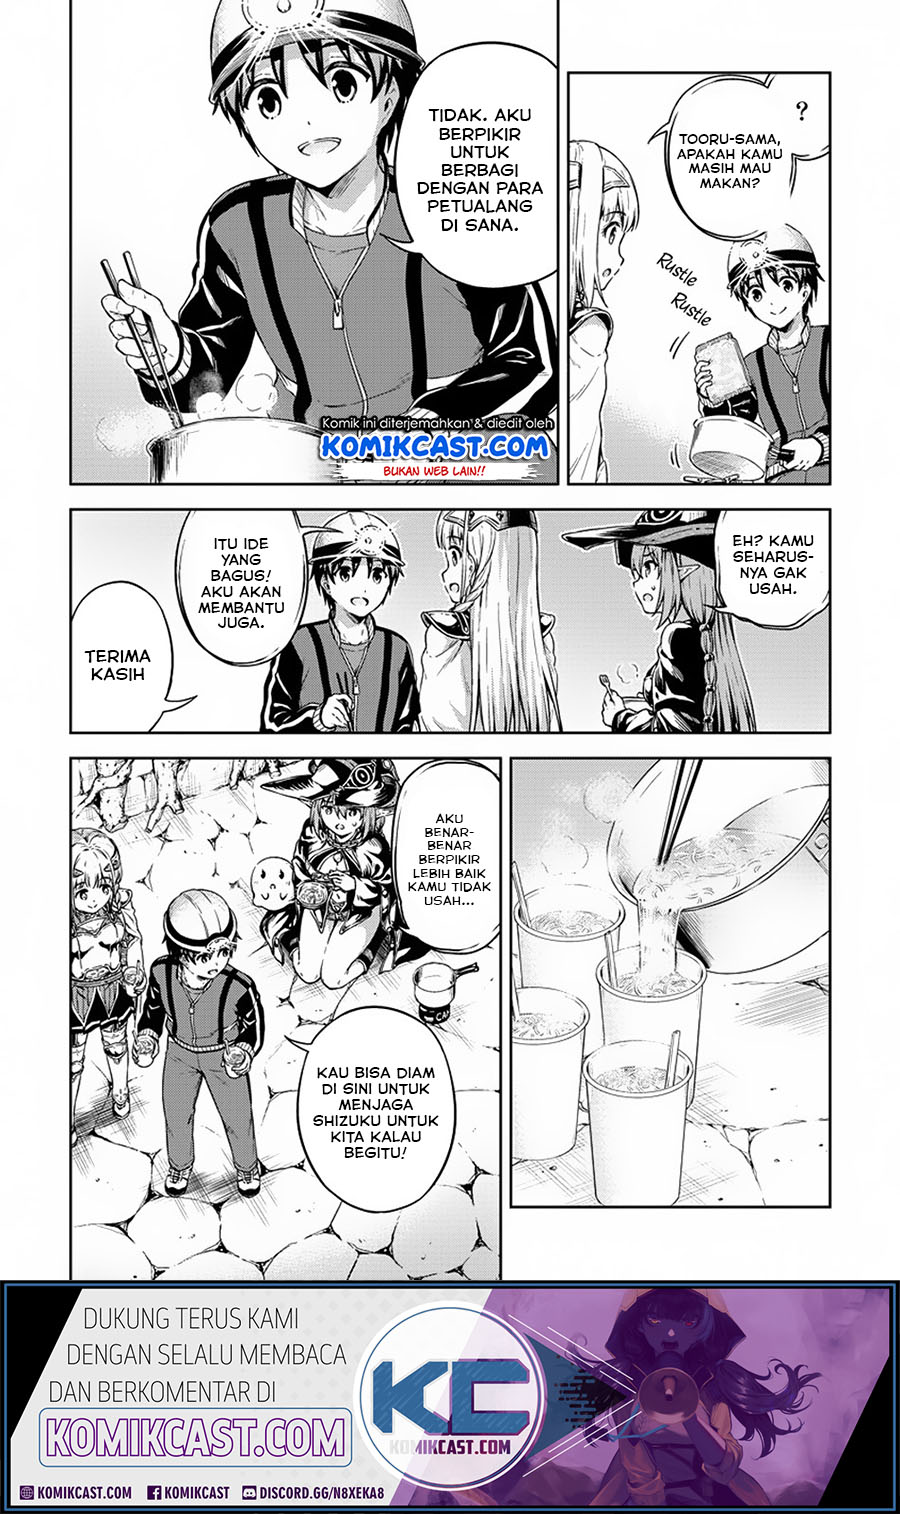 ?
TOORU-SAMA,
APAKAH KAMU
MASIH MAU
MAKAN?
Rustle
Rustle
TIDAK. AKU
BERPIKIR
UNTUK
BERBAGI
DENGAN PARA
PETUALANG
DI SANA.
Komik ini diterjemahkan & diedit oleh
KOMIKCAST.COM
BUKAN WEB LAIN!!
EH? KAMU
SEHARUS-
NYA GAK
USAH.
ITU IDE
YANG
BAGUS!
AKU AKAN
MEMBANTU
JUGA.
TERIMA
KASIH
AKU
BENAR-
BENAR
BERPIKIR
LEBIH BAIK
KAMU TIDAK
USAH...
KAU BISA DIAM
DI SINI UNTUK
MENJAGA
SHIZUKU UNTUK
KITA KALAU
BEGITU!
DUKUNG TERUS KAMI
DENGAN SELALU MEMBACA
DAN BERKOMENTAR DI
KOMIKCAST.COM
KC
KOMIKCAST.COM
KOMIKCAST.COM
KOMIKCAST
DISCORD.GG/N8XEKA8